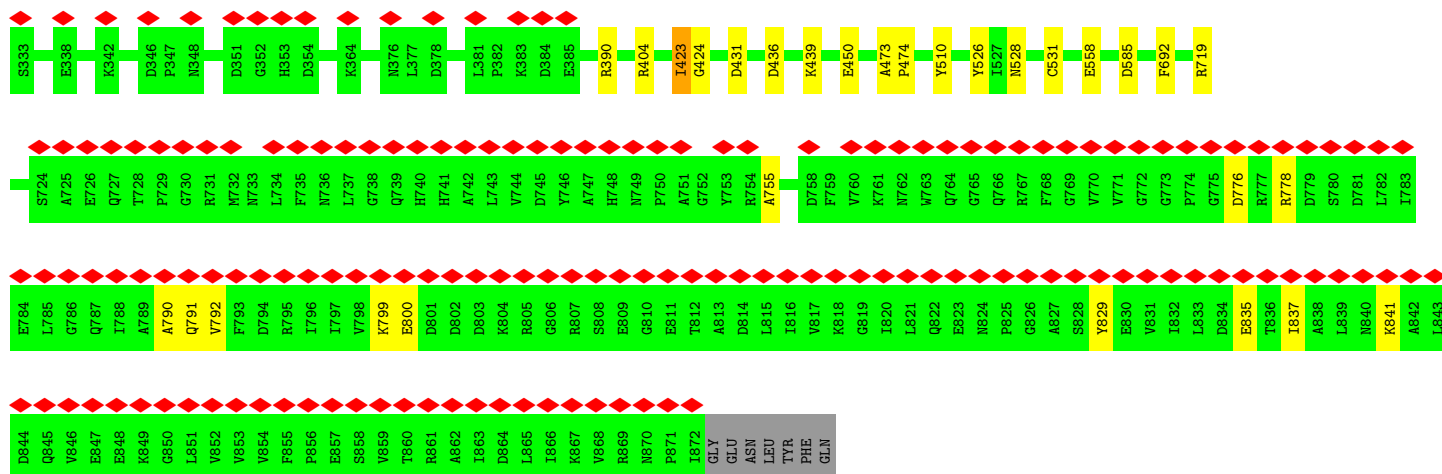 S333 E338 K342 D346 P347 N348 D351 G352 H353 D354 K364 N376 L377 D378 L381 P382 K383 D384 E385 R390 R404 I423 G424 D431 D436 K439 E450 A473 P474 Y510 Y526 I527 N528 C531 E558 D585 F692 R719
S724 A725 E726 Q727 T728 P729 G730 R731 M732 N733 L734 F735 N736 L737 G738 Q739 H740 H741 A742 L743 V744 D745 Y746 A747 H748 N749 P750 A751 G752 Y753 R754 A755 D758 F759 V760 K761 N762 W763 Q764 G765 Q766 R767 F768 G769 V770 V771 G772 G773 P774 G775 D776 R777 R778 D779 S780 D781 L782 I783
E784 L785 G786 Q787 I788 A789 A790 Q791 V792 F793 D794 R795 I796 I797 V798 K799 E800 D801 D802 D803 K804 R805 G806 R807 S808 E809 G810 E811 T812 A813 D814 L815 I816 V817 K818 G819 I820 L821 Q822 E823 N824 P825 G826 A827 S828 Y829 E830 V831 I832 L833 D834 E835 T836 I837 A838 L839 N840 K841 A842 L843
D844 Q845 V846 E847 E848 K849 G850 L851 V852 V853 V854 F855 P856 E857 S858 V859 T860 R861 A862 I863 D864 L865 I866 K867 V868 R869 N870 P871 I872 GLY GLU ASN LEU TYR PHE GLN